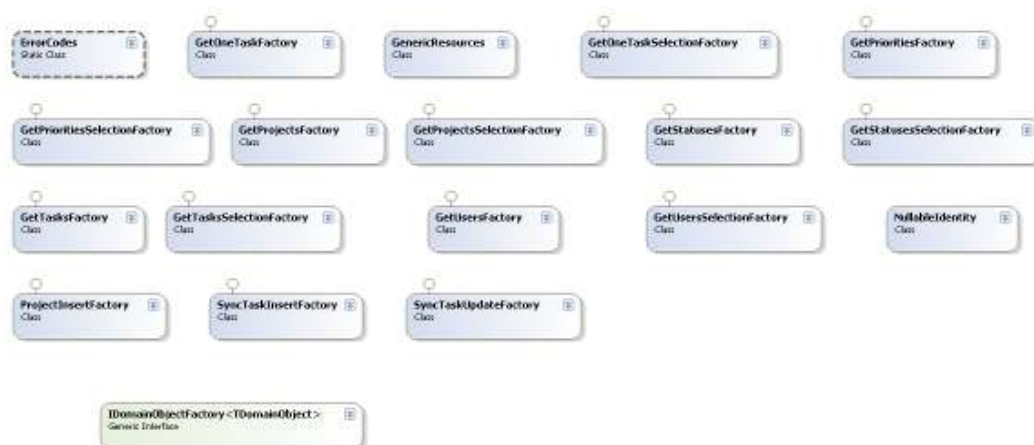 ErrorCodes
Static Class
GetOneTaskFactory
Class
GenericResources
Class
GetOneTaskSelectionFactory
Class
GetPrioritiesFactory
Class
GetPrioritiesSelectionFactory
Class
GetProjectsFactory
Class
GetProjectsSelectionFactory
Class
GetStatusesFactory
Class
GetStatusesSelectionFactory
Class
GetTasksFactory
Class
GetTasksSelectionFactory
Class
GetUsersFactory
Class
GetUsersSelectionFactory
Class
NullableIdentity
Class
ProjectInsertFactory
Class
SyncTaskInsertFactory
Class
SyncTaskUpdateFactory
Class
IDomainObjectFactory<TDomainObject>
Generic Interface